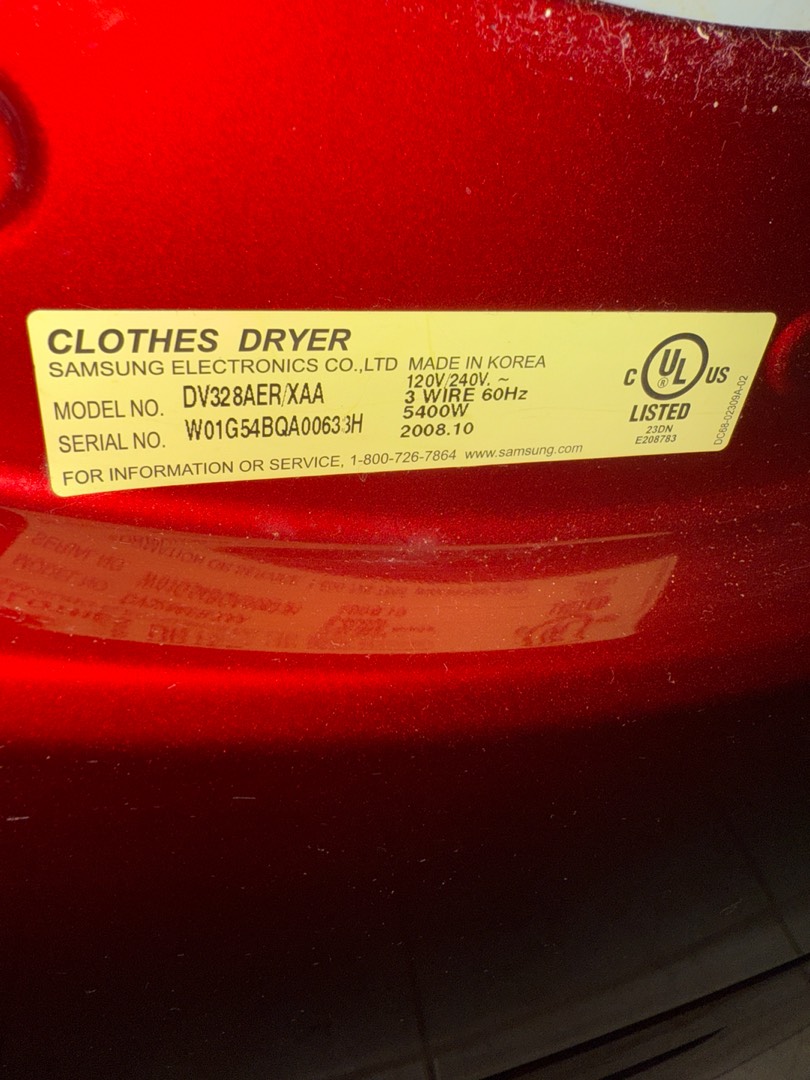 CLOTHES DRYER
SAMSUNG ELECTRONICS CO.,LTD MADE IN KOREA
MODEL NO. DV328AER/XAA
120V/240V. ~
3 WIRE 60Hz
SERIAL NO.
5400W
2008.10
FOR INFORMATION OR SERVICE, 1-800-726-7864 www.samsung.com
C UL US
®
LISTED
23DN
E208783
DC68-02309A-02